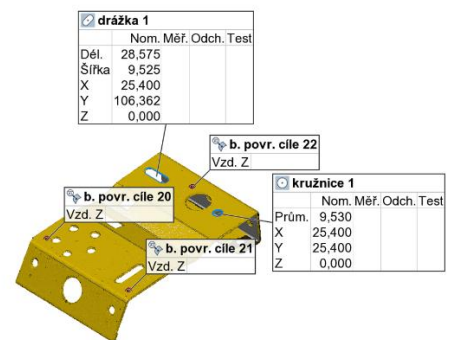 drážka 1
Nom. Měř. Odch. Test
Dél. 28,575
Šířka 9,525
X 25,400
Y 106,362
Z 0,000
b. povr. cíle 22
Vzd. Z
kružnice 1
Nom. Měř. Odch. Test
Prům. 9,530
X 25,400
Y 25,400
Z 0,000
b. povr. cíle 20
Vzd. Z
b. povr. cíle 21
Vzd. Z